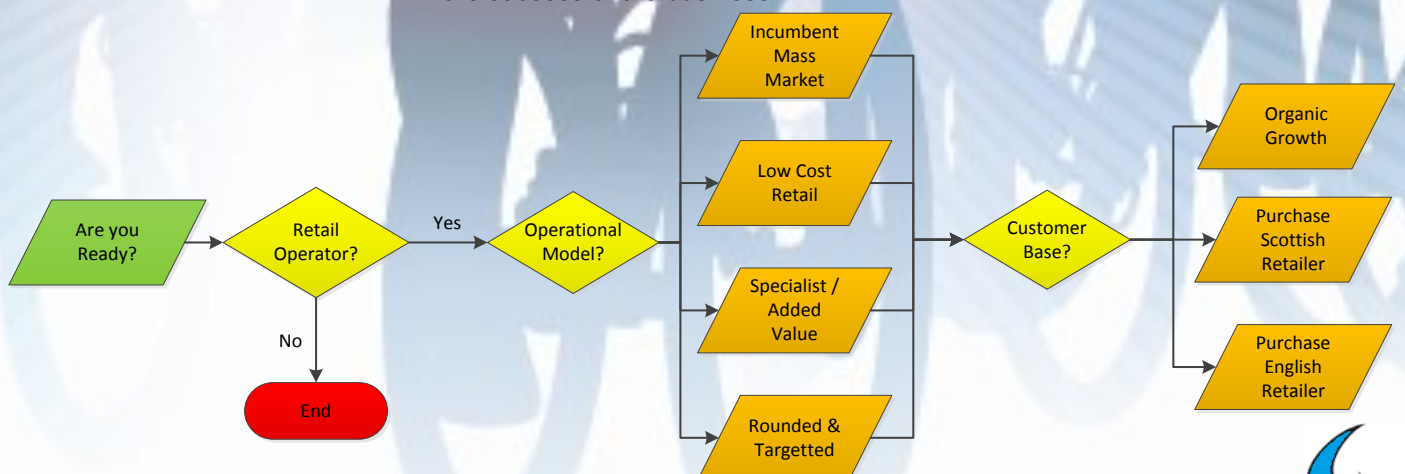 Are you
Ready?
Retail
Operator?
Yes
No
End
Operational
Model?
Incumbent
Mass
Market
Low Cost
Retail
Specialist /
Added
Value
Rounded &
Targetted
Customer
Base?
Organic
Growth
Purchase
Scottish
Retailer
Purchase
English
Retailer